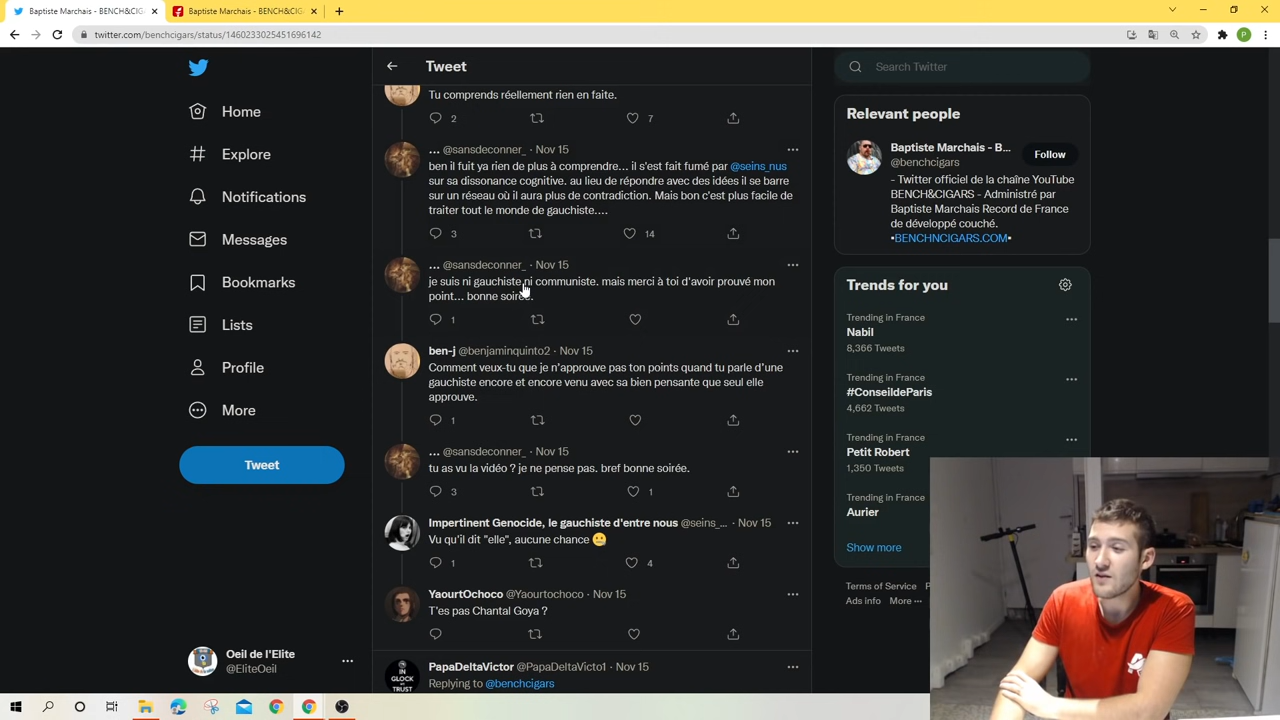 Baptiste Marchais - BENCH&CIG
Baptiste Marchais - BENCH&CIG
twitter.com/benchcigars/status/1460233025451696142
P
Home
Explore
Notifications
Messages
Bookmarks
Lists
Profile
More
Tweet
Oeil de l'Elite
@EliteOeil
Tweet
Tu comprends réellement rien en faite.
2 7
... @sansdeconner_ · Nov 15
ben il fuit ya rien de plus à comprendre... il s'est fait fumé par @seins_nus
sur sa dissonance cognitive. au lieu de répondre avec des idées il se barre
sur un réseau où il aura plus de contradiction. Mais bon c'est plus facile de
traiter tout le monde de gauchiste....
3 14
... @sansdeconner_ · Nov 15
je suis ni gauchiste ni communiste. mais merci à toi d'avoir prouvé mon
point... bonne soirée.
1
ben-j @benjaminquinto2 · Nov 15
Comment veux-tu que je n'approuve pas ton points quand tu parle d'une
gauchiste encore et encore venu avec sa bien pensante que seul elle
approuve.
1
... @sansdeconner_ · Nov 15
tu as vu la vidéo ? je ne pense pas. bref bonne soirée.
3 1
Impertinent Genocide, le gauchiste d'entre nous @seins_... · Nov 15
Vu qu'il dit "elle", aucune chance 🤐
1 4
YaourtOchoco @Yaourtochoco · Nov 15
T'es pas Chantal Goya ?
IN GLOCK TRUST
PapaDeltaVictor @PapaDeltaVicto1 · Nov 15
Replying to @benchcigars
Search Twitter
Relevant people
Baptiste Marchais - B...
@benchcigars
Follow
- Twitter officiel de la chaîne YouTube
BENCH&CIGARS - Administré par
Baptiste Marchais Record de France
de développé couché.
•BENCHNCIGARS.COM•
Trends for you
Trending in France
Nabil
8,366 Tweets
Trending in France
#ConseildeParis
4,662 Tweets
Trending in France
Petit Robert
1,350 Tweets
Trending in France
Aurier
Show more
Terms of Service
Ads info More ···